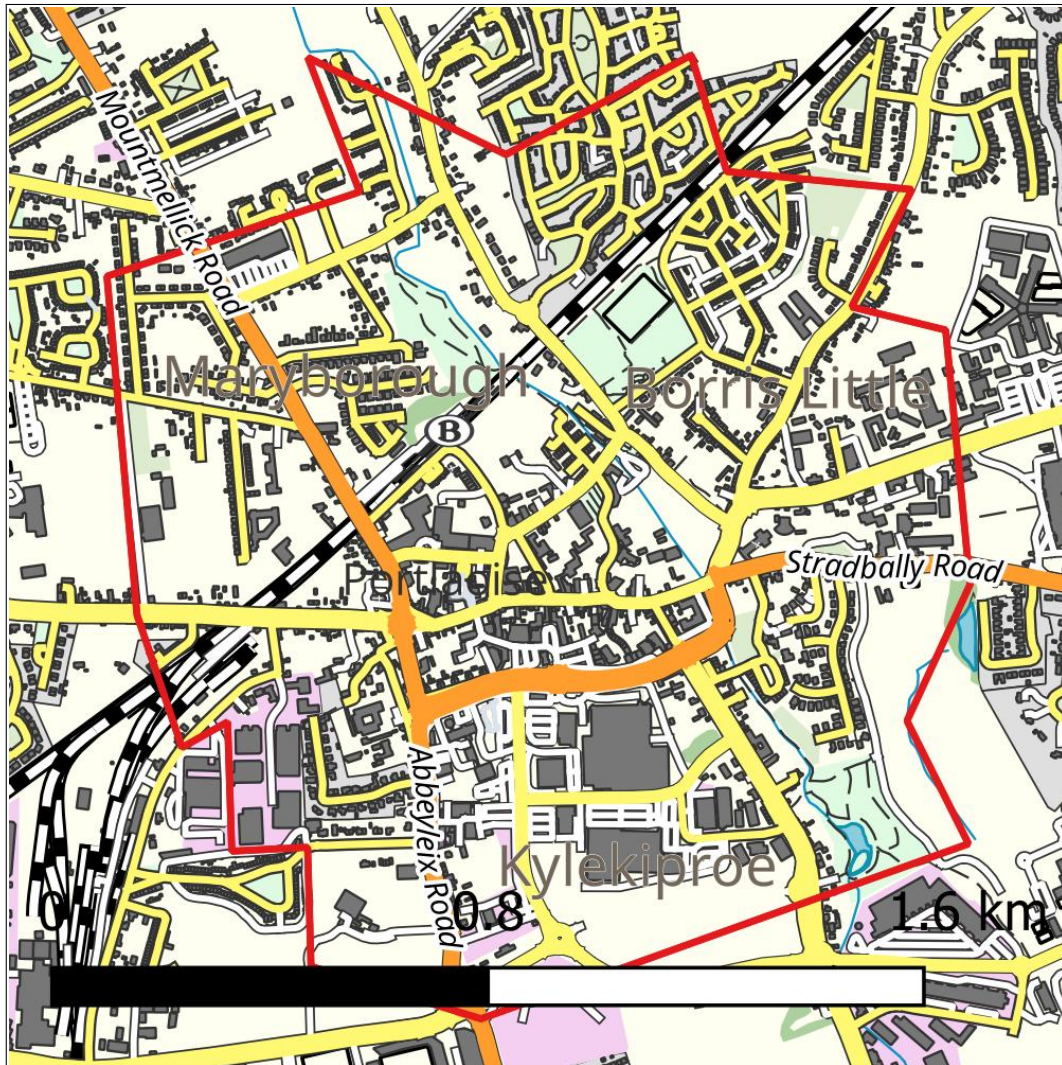 Mountmellick Road
Maryborough
Borris Little
B
Portlaoise
Stradbally Road
Abbeyleix Road
Kylekiproe
0
0.8
1.6 km